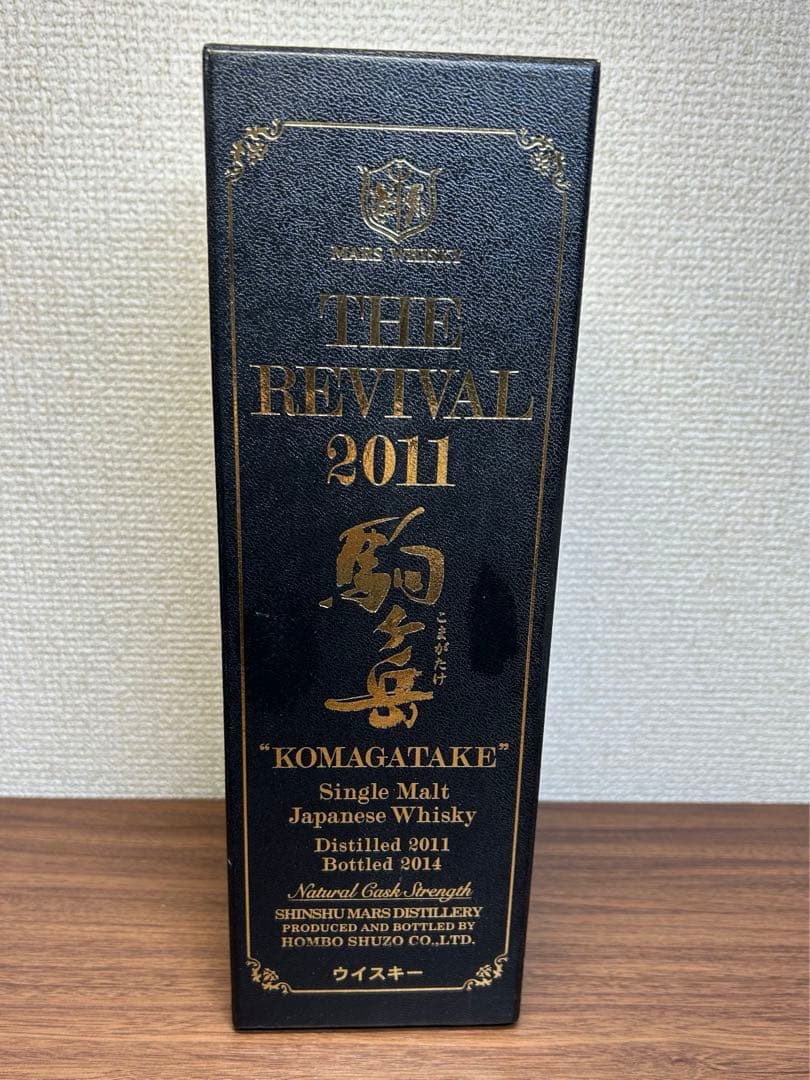 MARS WHISKY
THE
REVIVAL
2011
駒ヶ岳
こまがたけ
"KOMAGATAKE"
Single Malt
Japanese Whisky
Distilled 2011
Bottled 2014
Natural Cask Strength
SHINSHU MARS DISTILLERY
PRODUCED AND BOTTLED BY
HOMBO SHUZO CO.,LTD.
ウイスキー